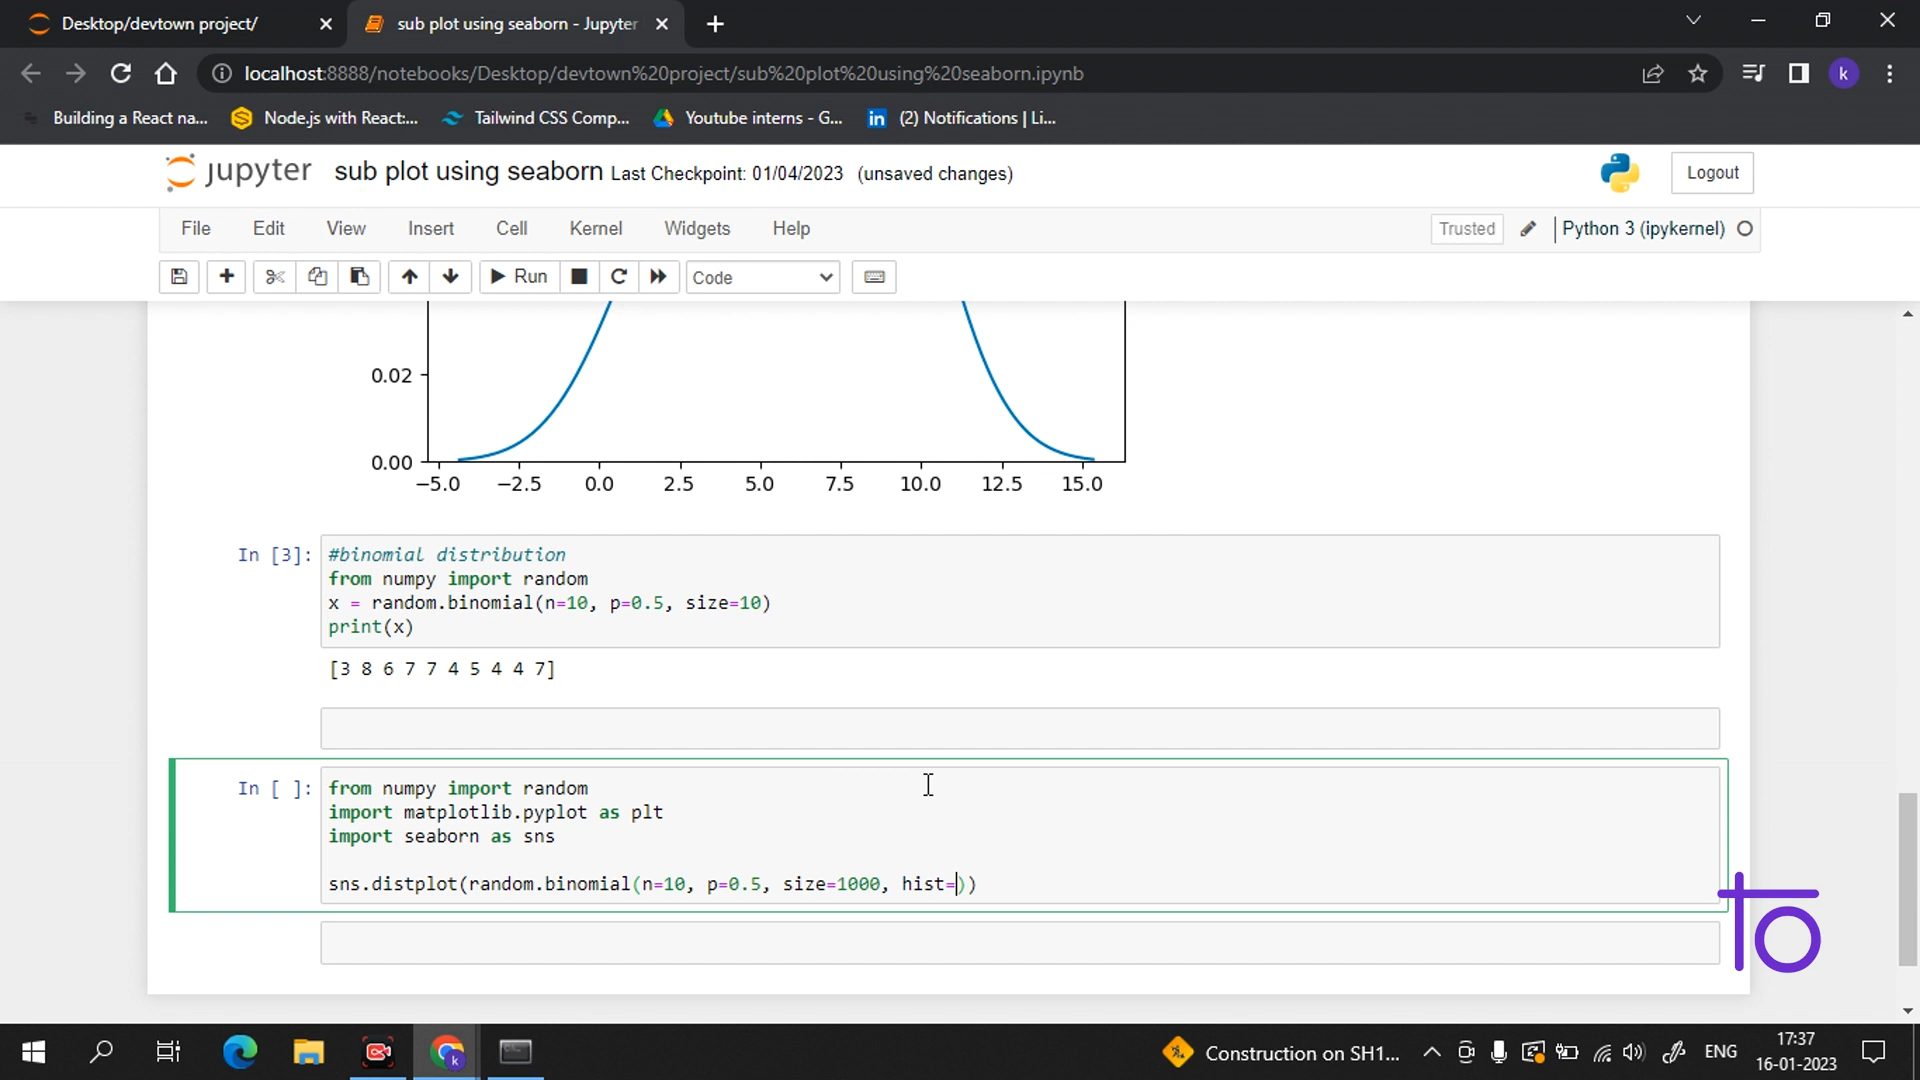 Desktop/devtown project/
sub plot using seaborn - Jupyter
localhost:8888/notebooks/Desktop/devtown%20project/sub%20plot%20using%20seaborn.ipynb
k
Building a React na...
Node.js with React:...
Tailwind CSS Comp...
Youtube interns - G...
(2) Notifications | Li...
jupyter
sub plot using seaborn Last Checkpoint: 01/04/2023 (unsaved changes)
Logout
File Edit View Insert Cell Kernel Widgets Help
Trusted
Python 3 (ipykernel)
Run
Code
0.02
0.00
−5.0 −2.5 0.0 2.5 5.0 7.5 10.0 12.5 15.0
In [3]: #binomial distribution
from numpy import random
x = random.binomial(n=10, p=0.5, size=10)
print(x)
[3 8 6 7 7 4 5 4 4 7]
In [ ]: from numpy import random
import matplotlib.pyplot as plt
import seaborn as sns
sns.distplot(random.binomial(n=10, p=0.5, size=1000, hist=))
Construction on SH1...
ENG
17:37
16-01-2023